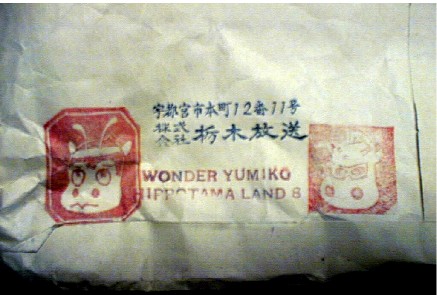 宇都宮市本町12番11号
株式会社 栃木放送
WONDER YUMIKO
HIPPOTAMA LAND 8